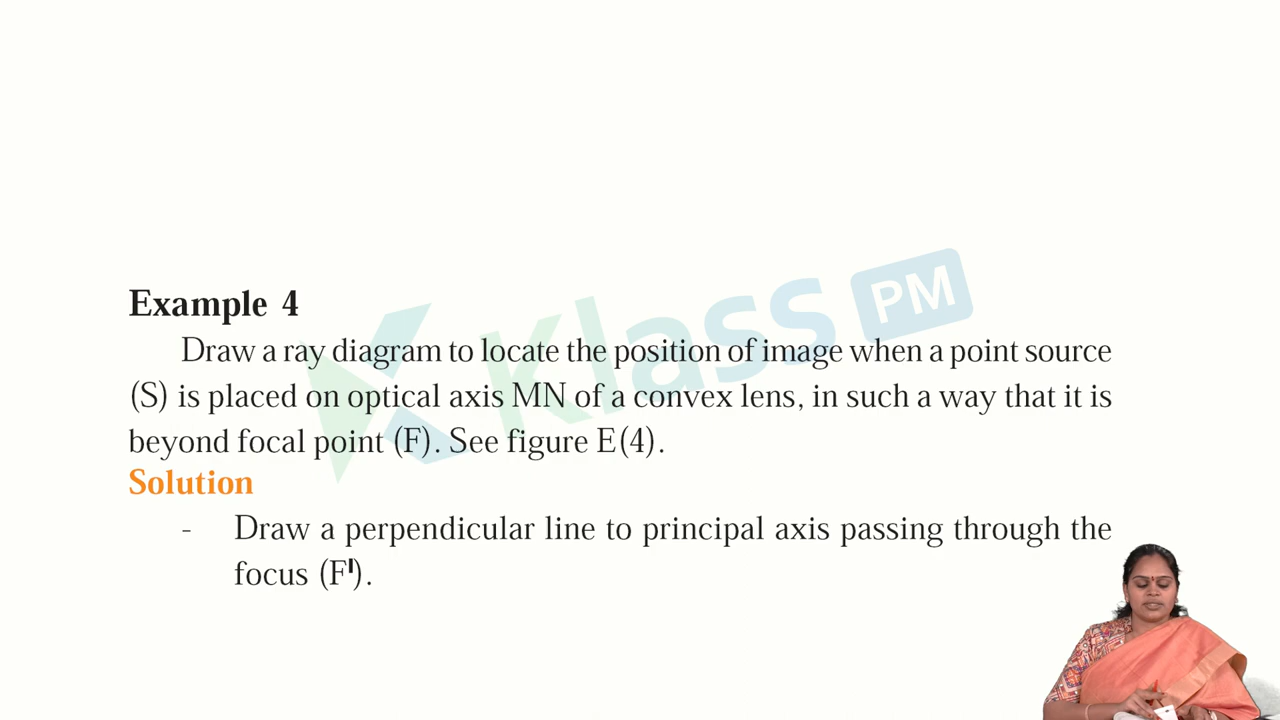 Klass PM
Example 4
Draw a ray diagram to locate the position of image when a point source
(S) is placed on optical axis MN of a convex lens, in such a way that it is
beyond focal point (F). See figure E(4).
Solution
- Draw a perpendicular line to principal axis passing through the
focus (F').